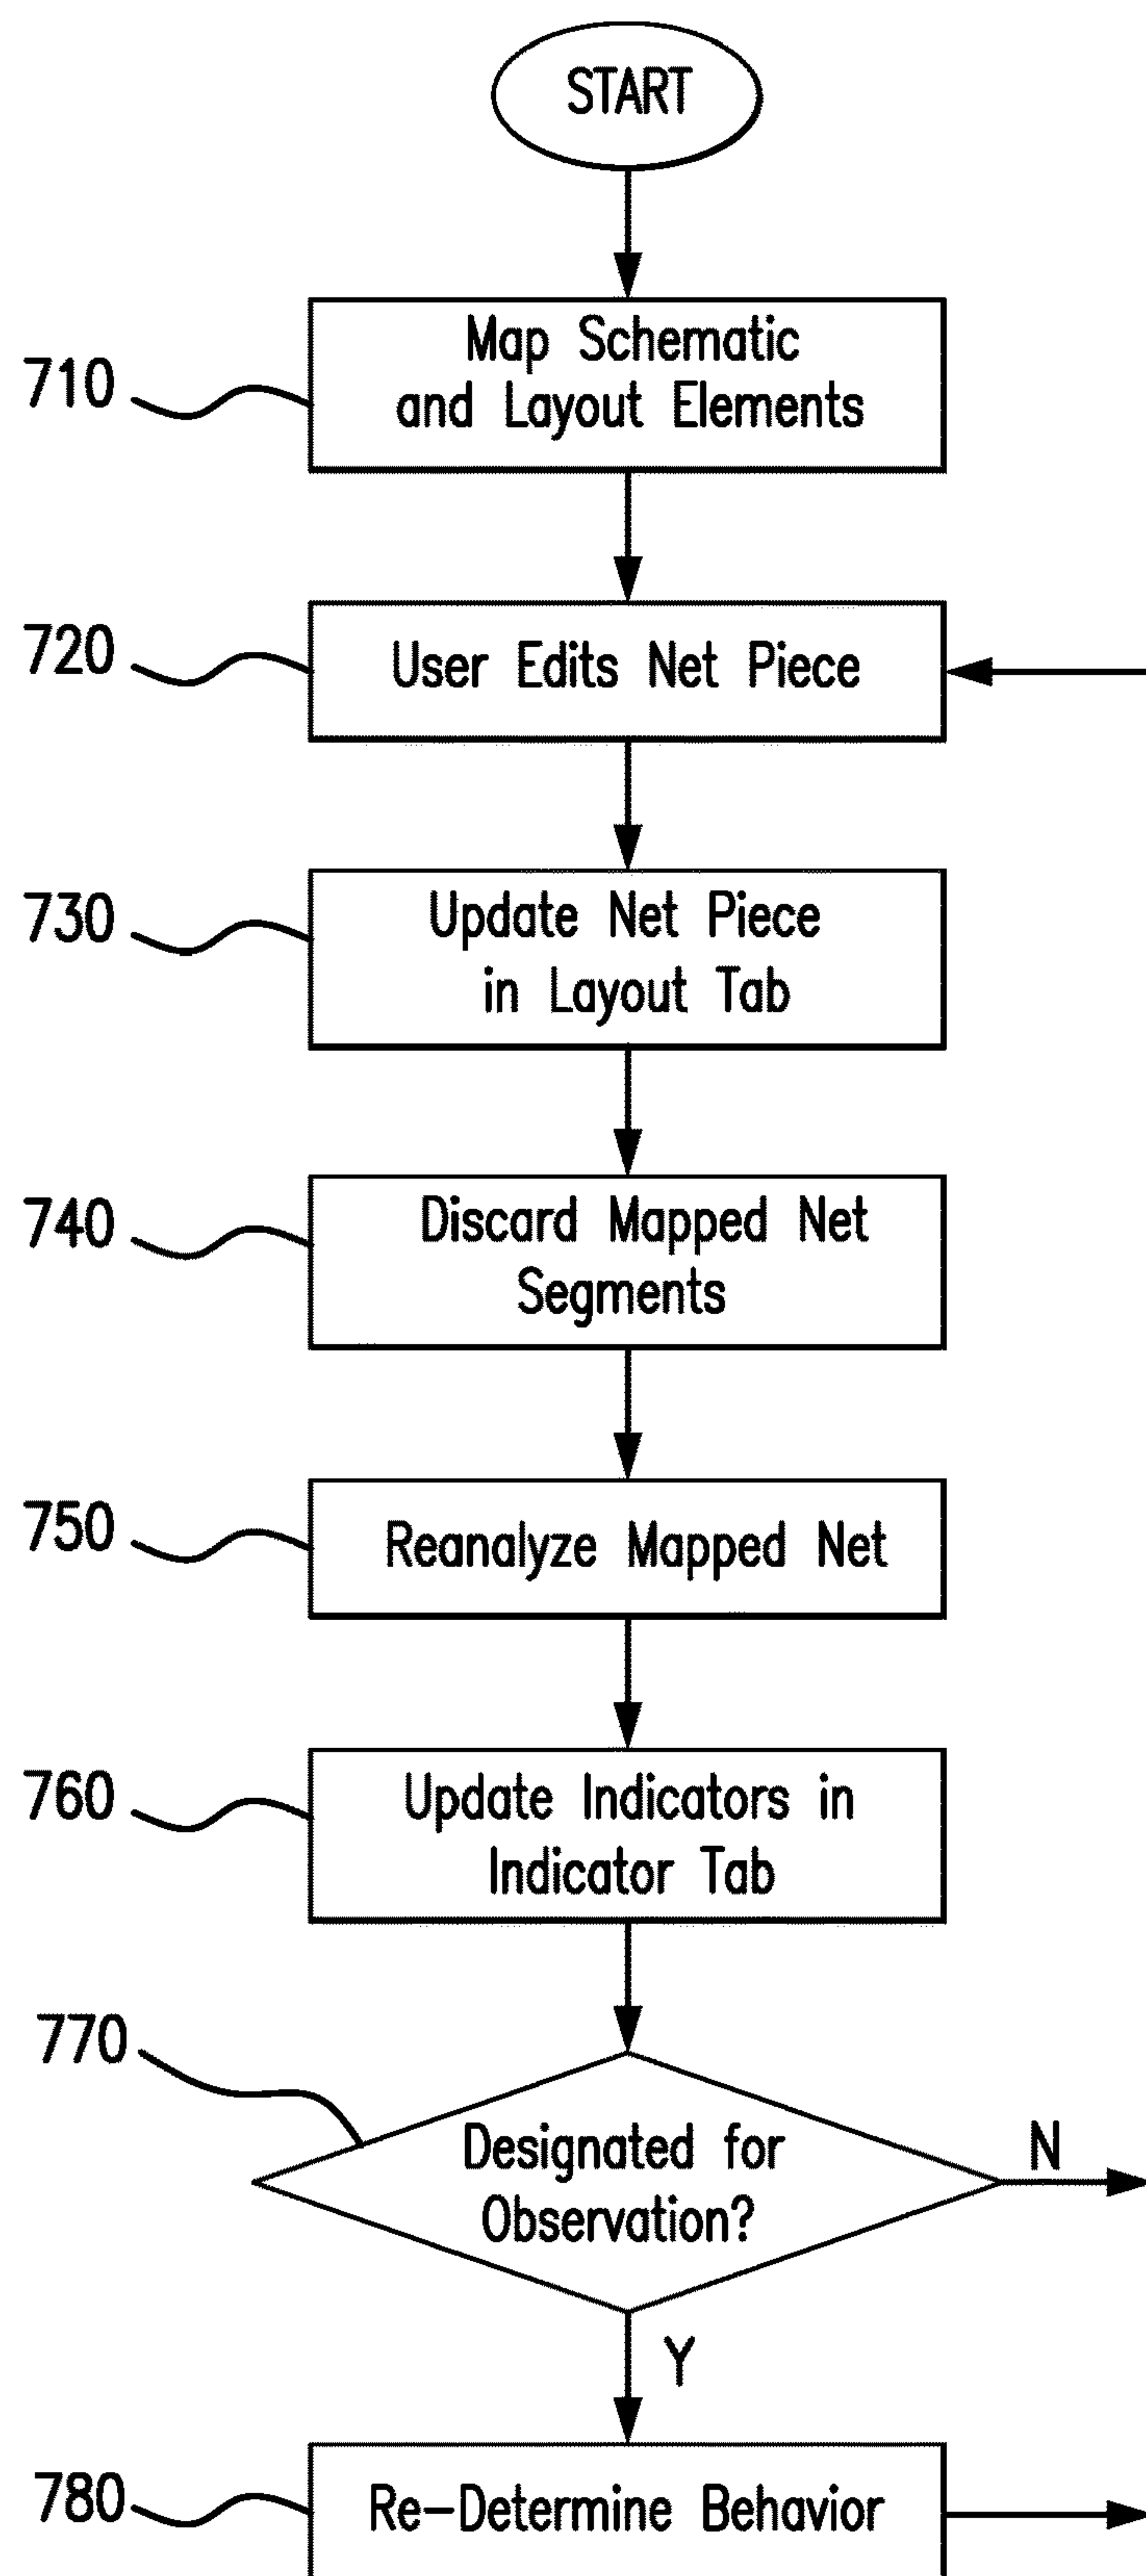 START
710
Map Schematic
and Layout Elements
720
User Edits Net Piece
730
Update Net Piece
in Layout Tab
740
Discard Mapped Net
Segments
750
Reanalyze Mapped Net
760
Update Indicators in
Indicator Tab
770
Designated for
Observation?
N
Y
780
Re-Determine Behavior